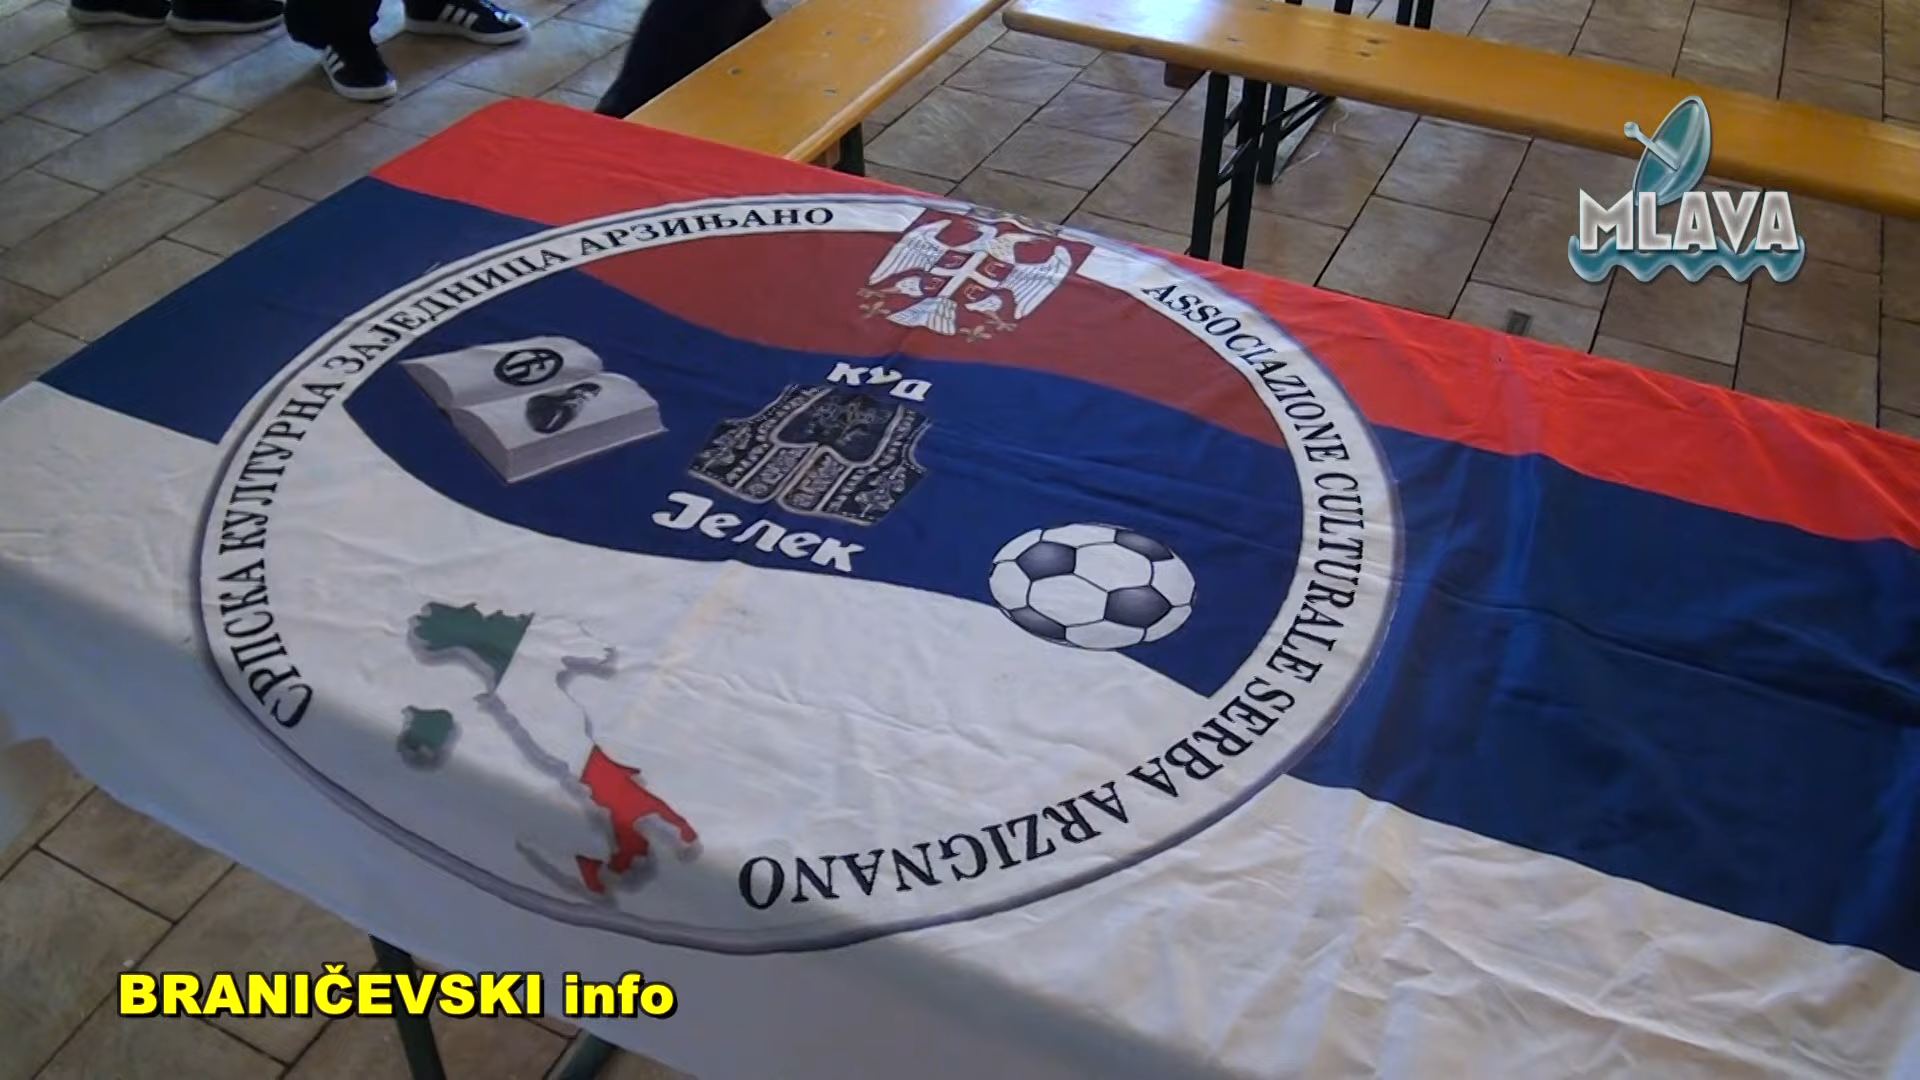 MLAVA
СРПСКА КУЛТУРНА ЗАЈЕДНИЦА АРЗИЊАНО
ASSOCIAZIONE CULTURALE SERBA ARZIGNANO
КУД
Јелек
BRANIČEVSKI info